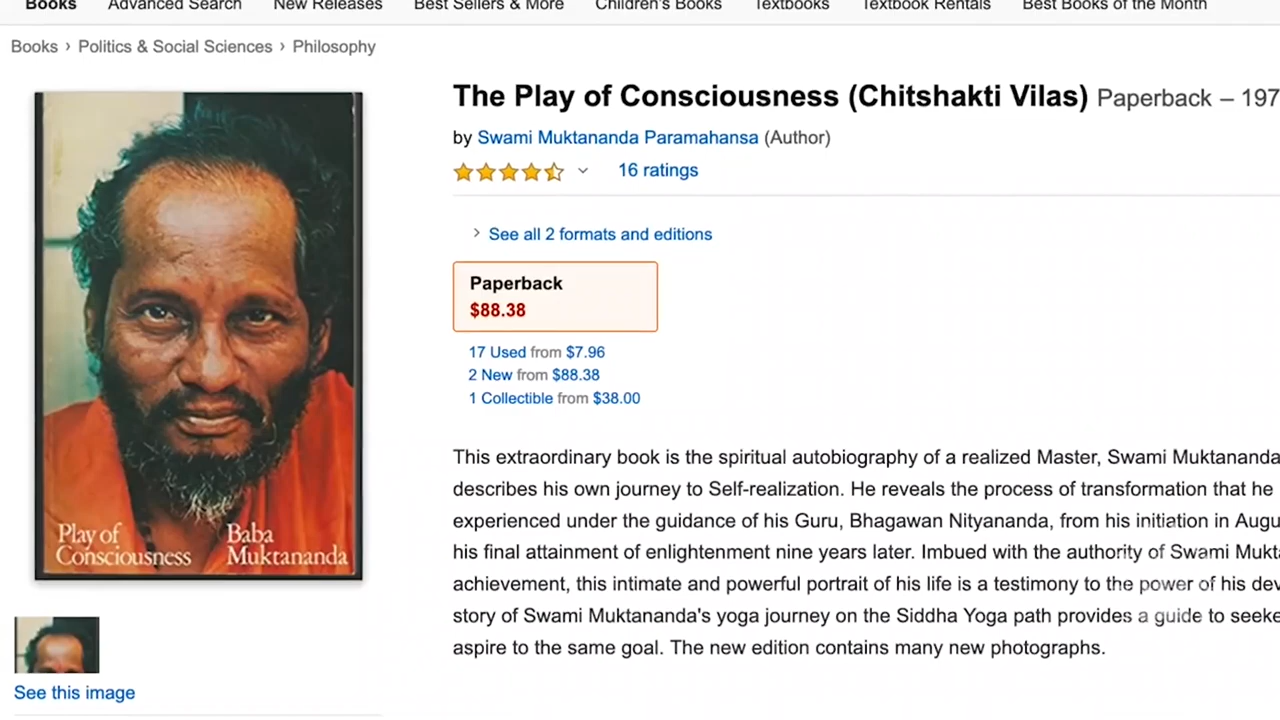 Books Advanced Search New Releases Best Sellers & More Children's Books Textbooks Textbook Rentals Best Books of the Month
Books › Politics & Social Sciences › Philosophy
The Play of Consciousness (Chitshakti Vilas) Paperback – 197
by Swami Muktananda Paramahansa (Author)
16 ratings
See all 2 formats and editions
Paperback
$88.38
17 Used from $7.96
2 New from $88.38
1 Collectible from $38.00
This extraordinary book is the spiritual autobiography of a realized Master, Swami Muktananda
describes his own journey to Self-realization. He reveals the process of transformation that he
experienced under the guidance of his Guru, Bhagawan Nityananda, from his initiation in Augu
his final attainment of enlightenment nine years later. Imbued with the authority of Swami Mukt
achievement, this intimate and powerful portrait of his life is a testimony to the power of his dev
story of Swami Muktananda's yoga journey on the Siddha Yoga path provides a guide to seeke
aspire to the same goal. The new edition contains many new photographs.
Play of
Consciousness
Baba
Muktananda
See this image